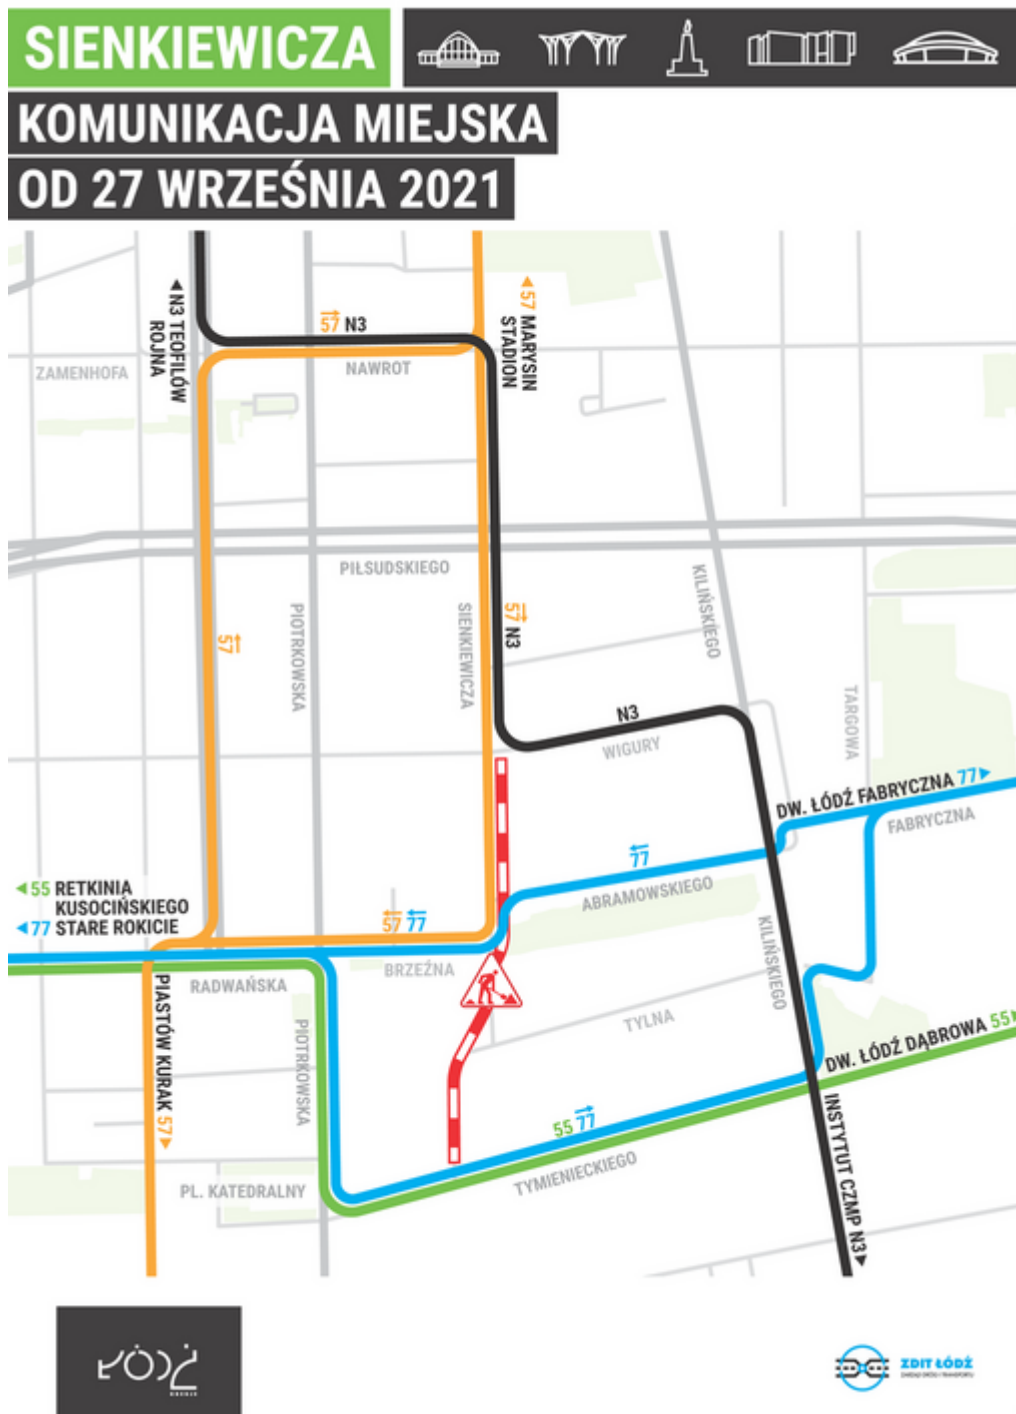 SIENKIEWICZA
KOMUNIKACJA MIEJSKA
OD 27 WRZEŚNIA 2021
◄ N3 TEOFILÓW
ROJNA
57 N3
◄ 57 MARYSIN
STADION
ZAMENHOFA
NAWROT
PIŁSUDSKIEGO
KILIŃSKIEGO
57
PIOTRKOWSKA
SIENKIEWICZA
57 N3
N3
WIGURY
TARGOWA
DW. ŁÓDŹ FABRYCZNA 77►
FABRYCZNA
77
ABRAMOWSKIEGO
◄ 55 RETKINIA
KUSOCIŃSKIEGO
◄ 77 STARE ROKICIE
57 77
BRZEŹNA
RADWAŃSKA
KILIŃSKIEGO
PIASTÓW KURAK 57►
PIOTRKOWSKA
TYLNA
DW. ŁÓDŹ DĄBROWA 55►
55 77
TYMIENIECKIEGO
PL. KATEDRALNY
INSTYTUT CZMP N3►
ŁÓDŹ
ZDIT ŁÓDŹ
ZARZĄD DRÓG I TRANSPORTU